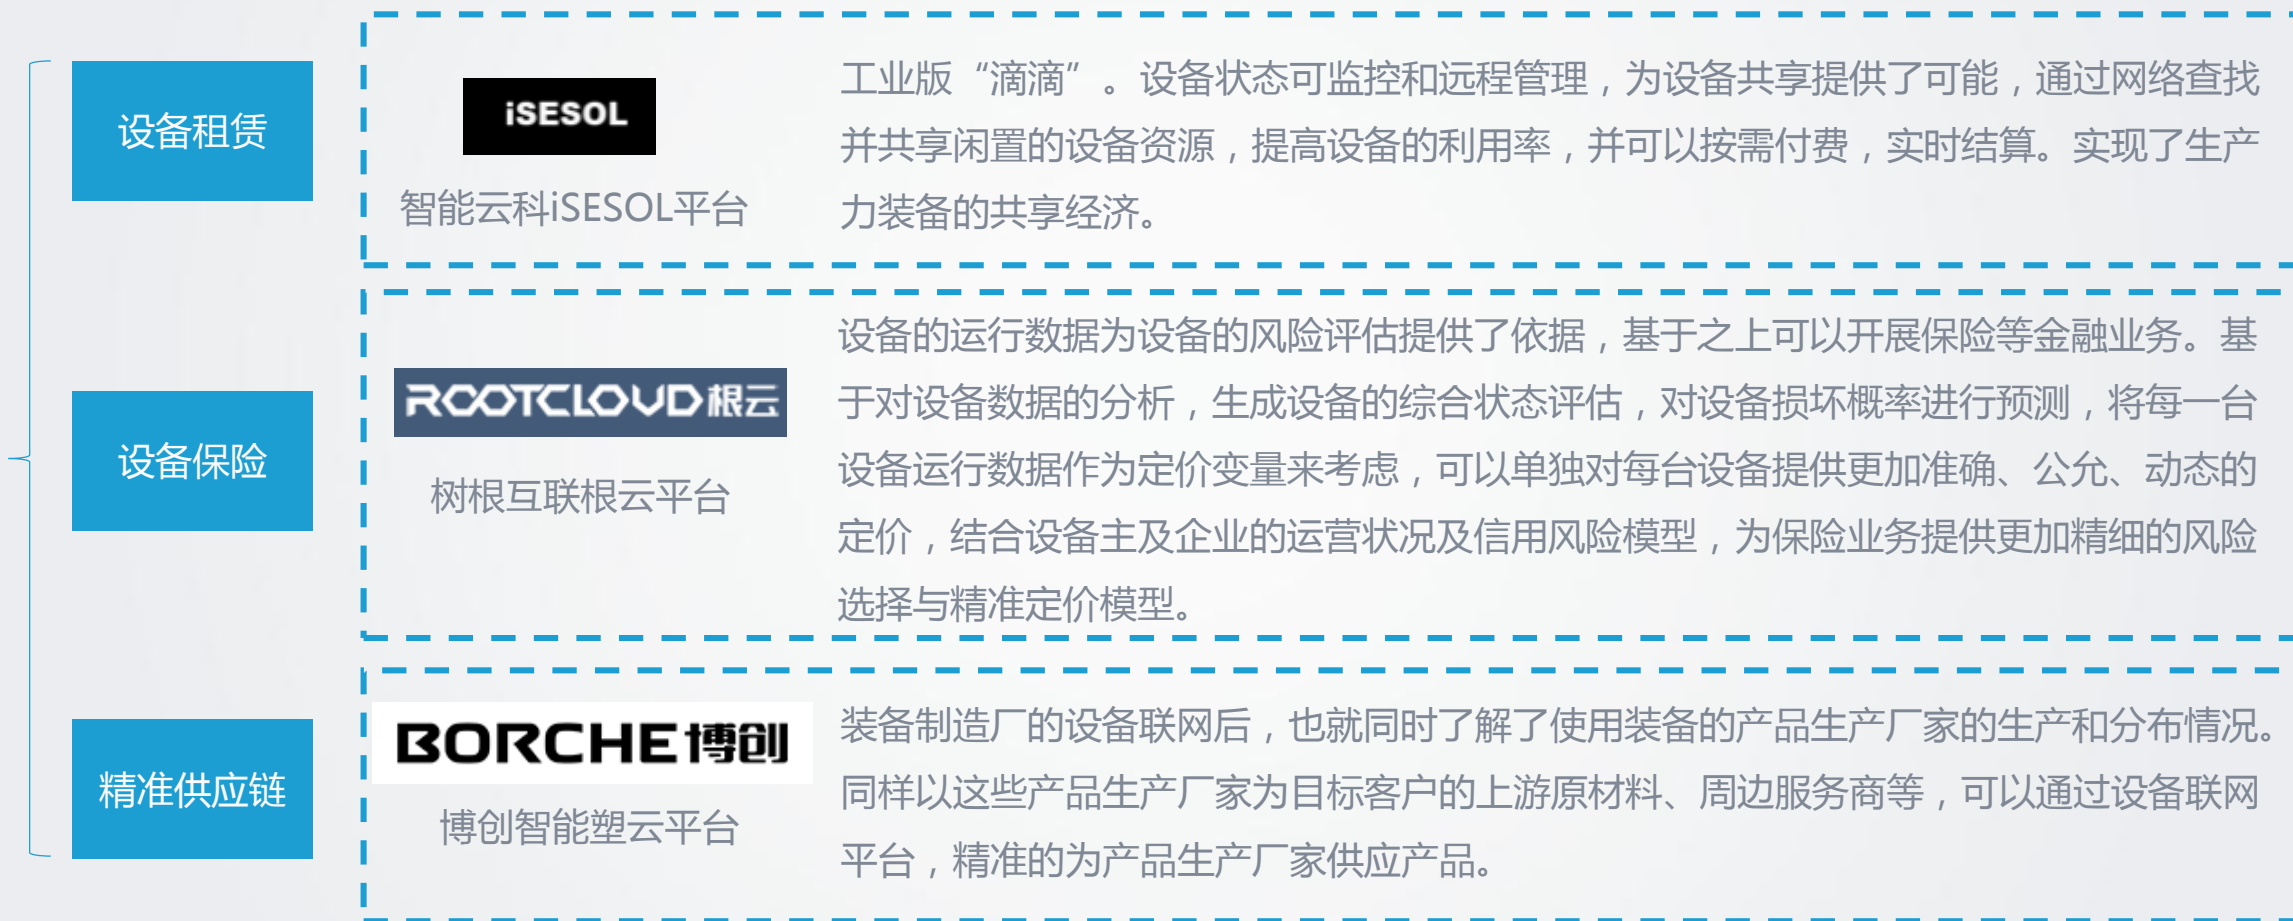 设备租赁
iSESOL
智能云科iSESOL平台
工业版“滴滴”。设备状态可监控和远程管理，为设备共享提供了可能，通过网络查找
并共享闲置的设备资源，提高设备的利用率，并可以按需付费，实时结算。实现了生产
力装备的共享经济。
设备保险
ROOTCLOUD根云
树根互联根云平台
设备的运行数据为设备的风险评估提供了依据，基于之上可以开展保险等金融业务。基
于对设备数据的分析，生成设备的综合状态评估，对设备损坏概率进行预测，将每一台
设备运行数据作为定价变量来考虑，可以单独对每台设备提供更加准确、公允、动态的
定价，结合设备主及企业的运营状况及信用风险模型，为保险业务提供更加精细的风险
选择与精准定价模型。
精准供应链
BORCHE博创
博创智能塑云平台
装备制造厂的设备联网后，也就同时了解了使用装备的产品生产厂家的生产和分布情况。
同样以这些产品生产厂家为目标客户的上游原材料、周边服务商等，可以通过设备联网
平台，精准的为产品生产厂家供应产品。